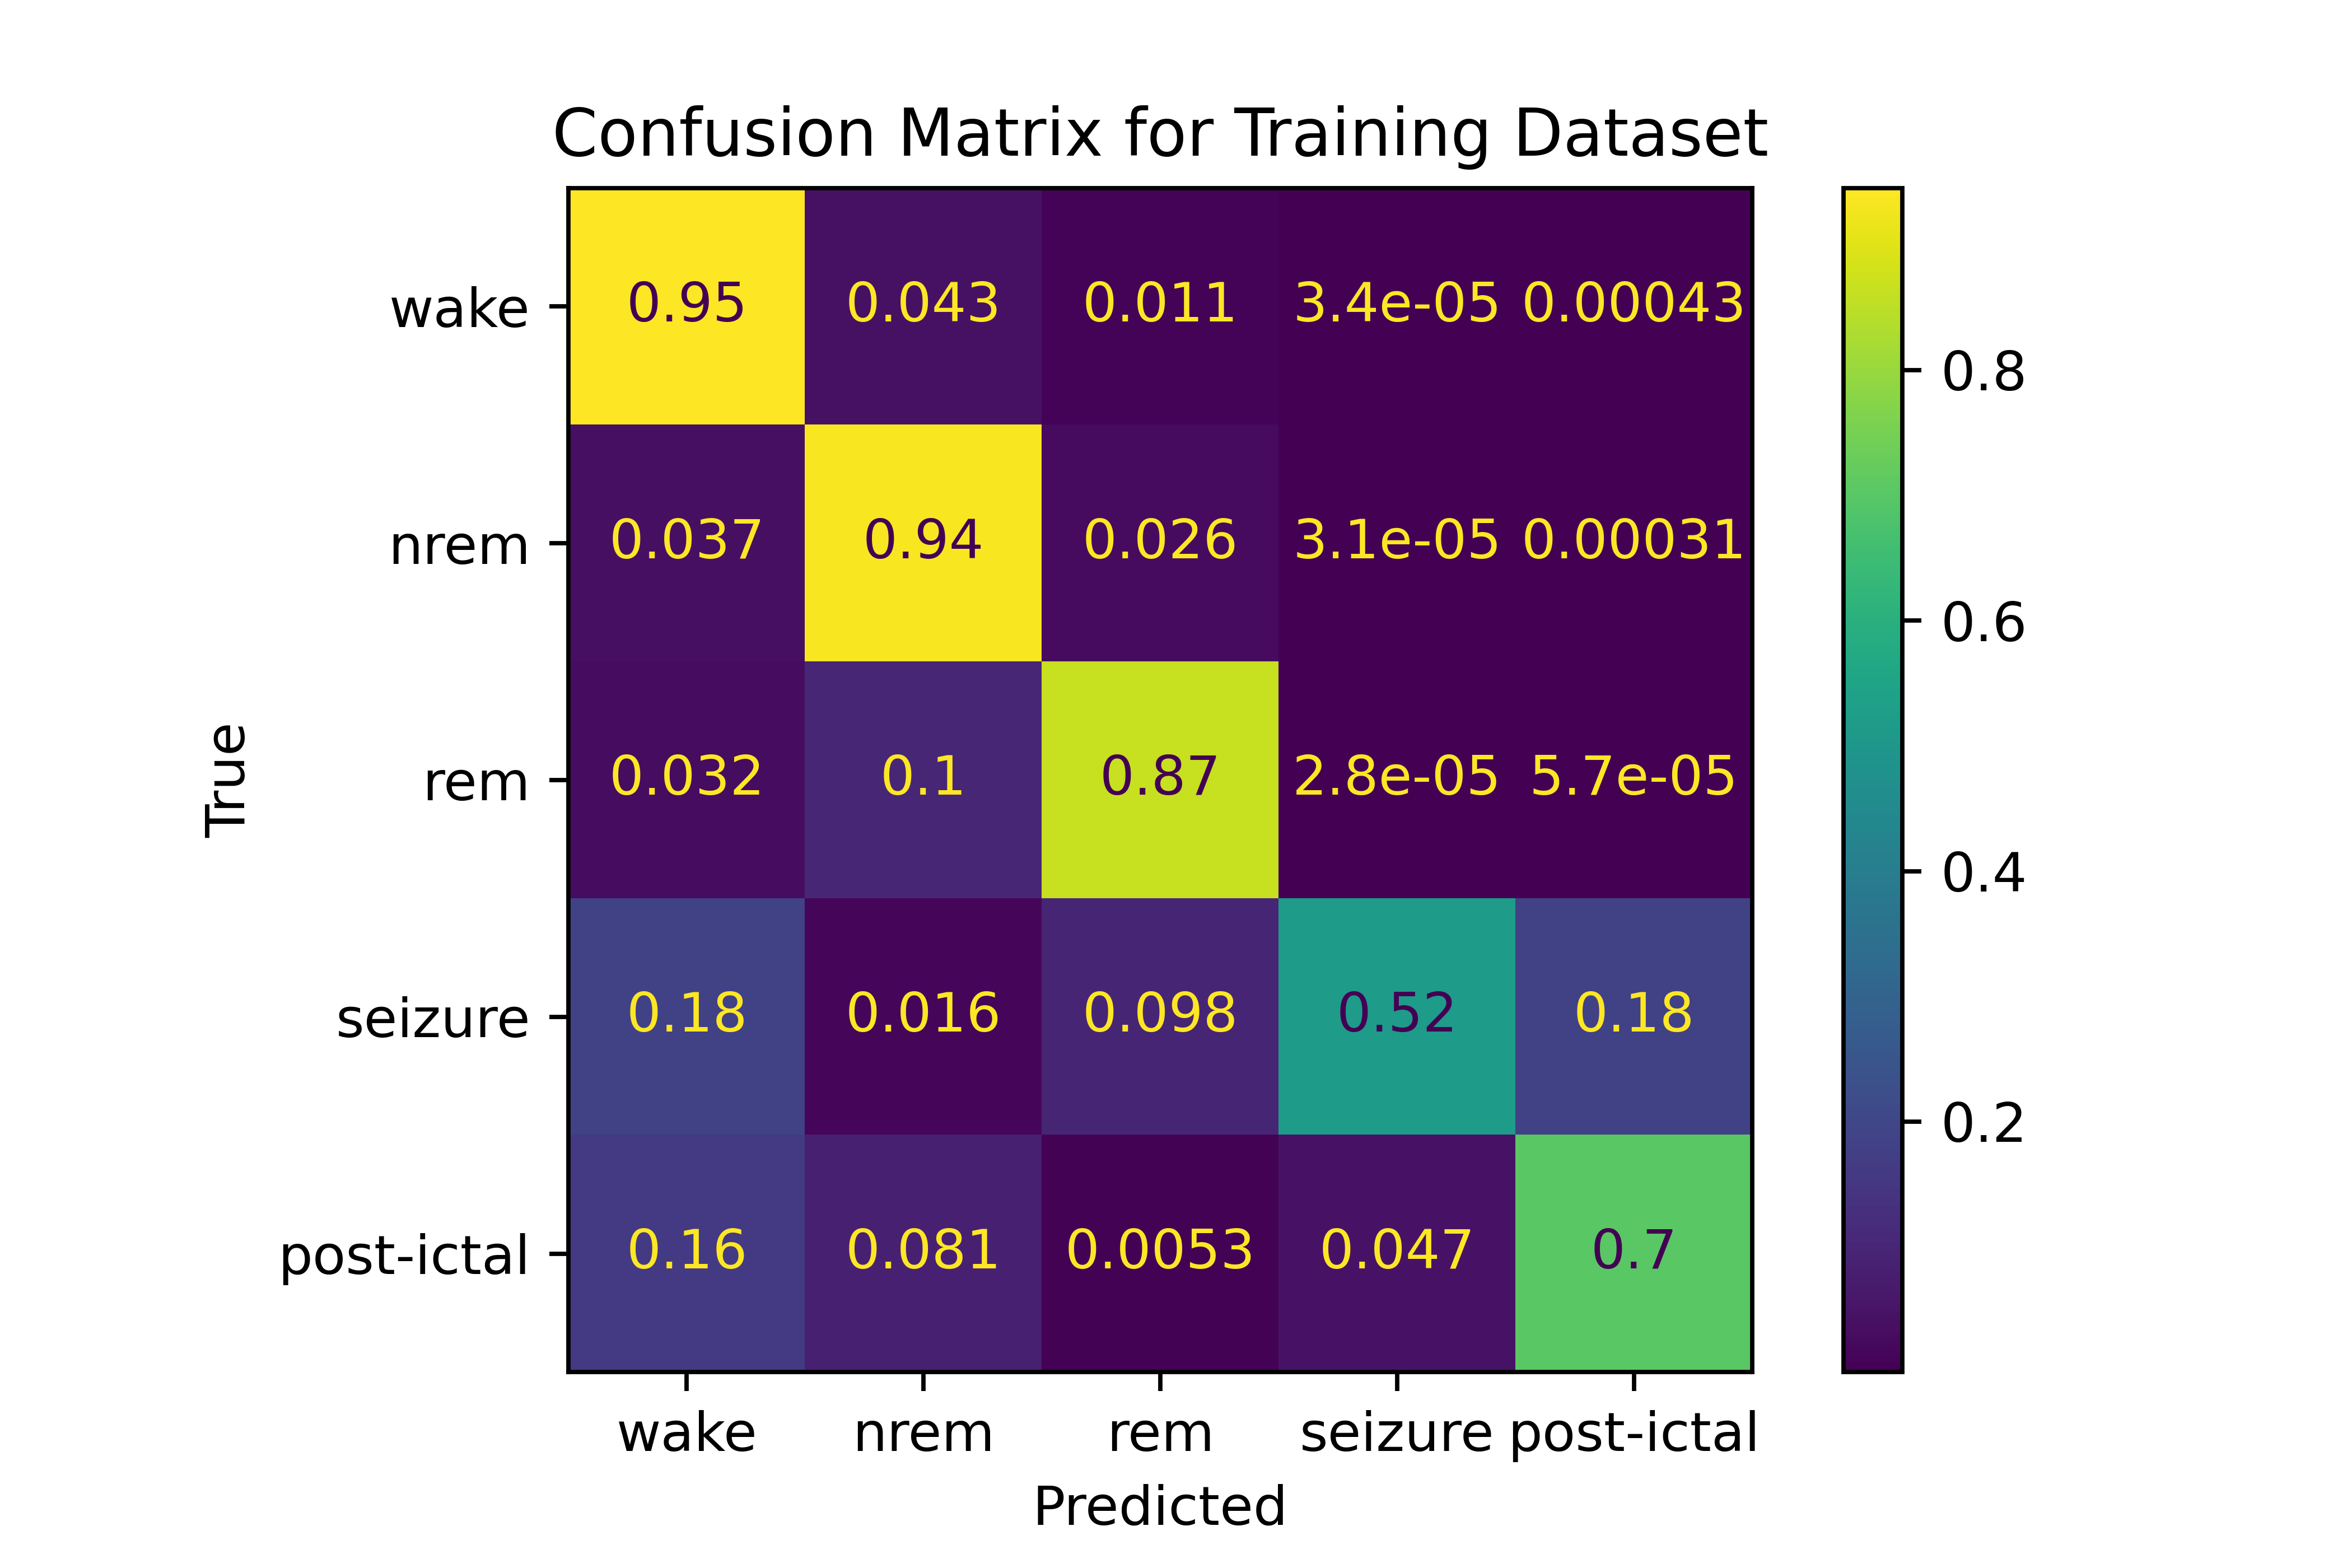 Confusion Matrix for Training Dataset
wake 0.95 0.043 0.011 3.4e-05 0.00043
nrem 0.037 0.94 0.026 3.1e-05 0.00031
rem 0.032 0.1 0.87 2.8e-05 5.7e-05
seizure 0.18 0.016 0.098 0.52 0.18
post-ictal 0.16 0.081 0.0053 0.047 0.7
True
wake nrem rem seizure post-ictal
Predicted
0.8
0.6
0.4
0.2